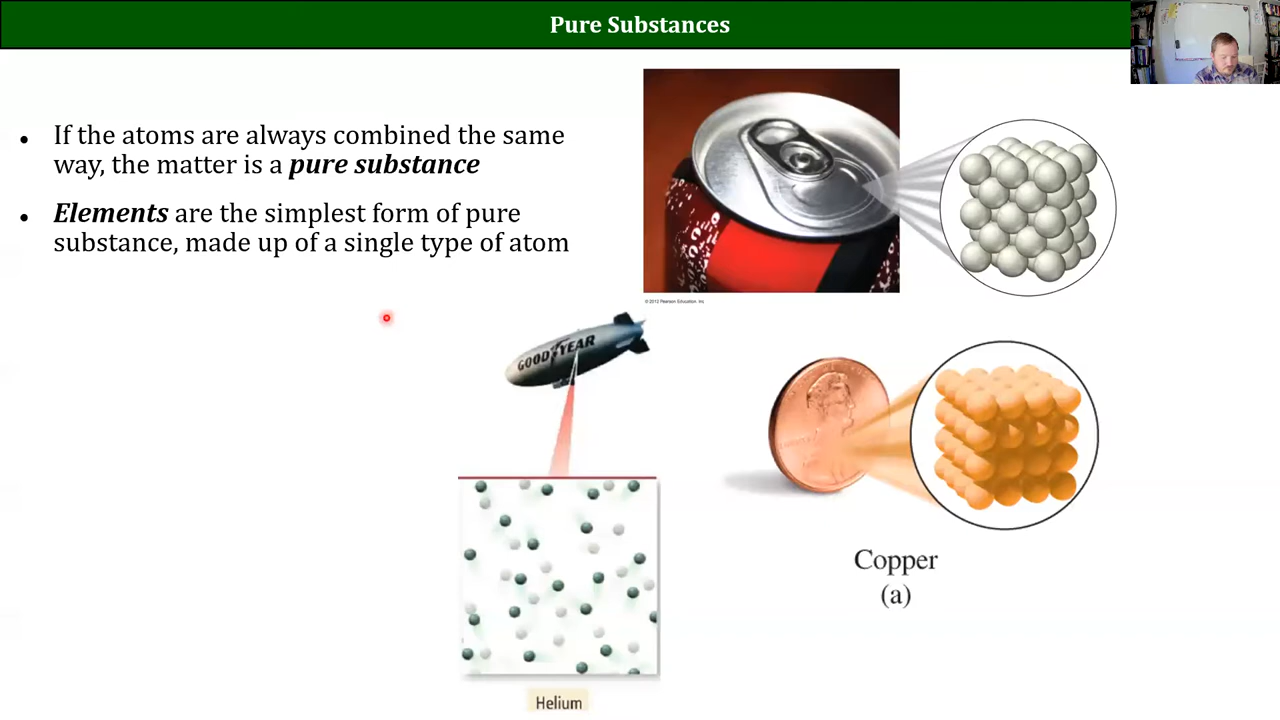 Pure Substances
• If the atoms are always combined the same
way, the matter is a pure substance
• Elements are the simplest form of pure
substance, made up of a single type of atom
© 2013 Pearson Education, Inc.
GOODYEAR
Copper
(a)
Helium